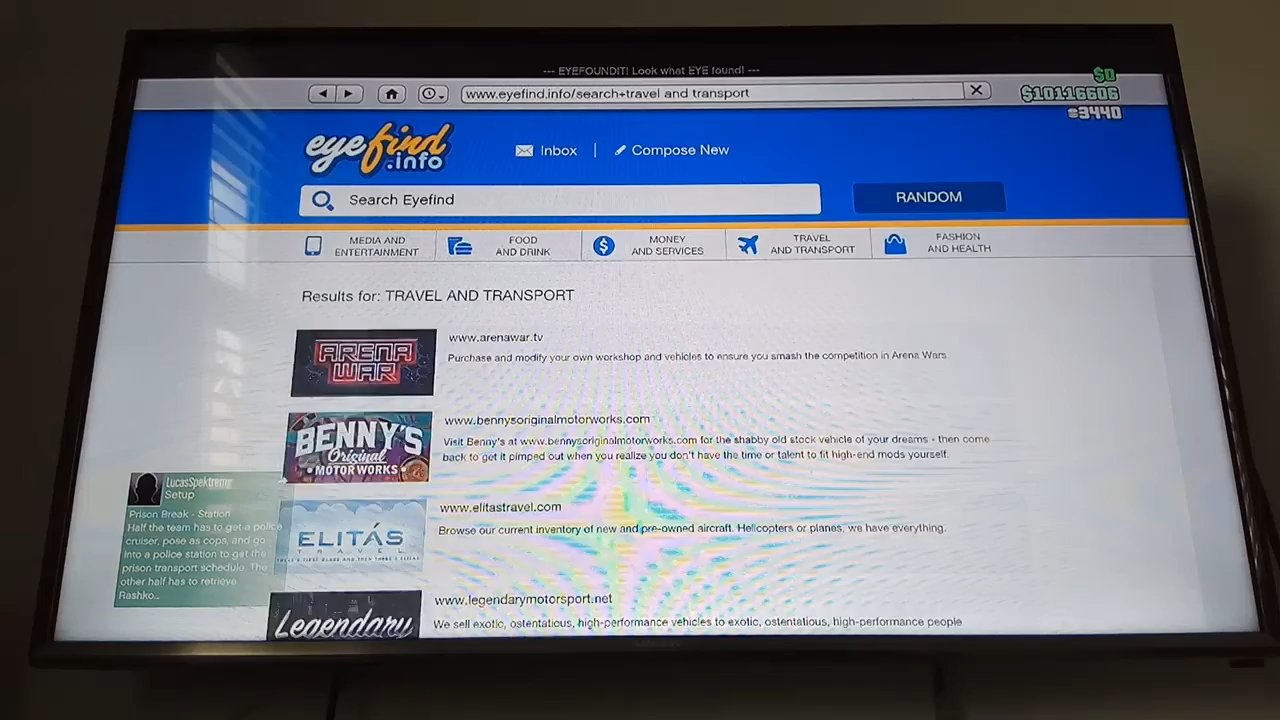 --- EYEFOUNDIT! Look what EYE found! ---
www.eyefind.info/search+travel and transport
$0
$10116606
3440
eyefind
.info
Inbox | Compose New
Search Eyefind
RANDOM
MEDIA AND
ENTERTAINMENT
FOOD
AND DRINK
MONEY
AND SERVICES
TRAVEL
AND TRANSPORT
FASHION
AND HEALTH
Results for: TRAVEL AND TRANSPORT
ARENA
WAR
www.arenawar.tv
Purchase and modify your own workshop and vehicles to ensure you smash the competition in Arena Wars.
BENNY'S
Original
MOTOR WORKS
www.bennysoriginalmotorworks.com
Visit Benny's at www.bennysoriginalmotorworks.com for the shabby old stock vehicle of your dreams - then come
back to get it pimped out when you realize you don't have the time or talent to fit high-end mods yourself.
LucasSpektrem
Setup
Prison Break - Station
Half the team has to get a police
cruiser, pose as cops, and go
into a police station to get the
prison transport schedule. The
other half has to retrieve
Rashko...
ELITÁS
TRAVEL
www.elitastravel.com
Browse our current inventory of new and pre-owned aircraft. Helicopters or planes, we have everything.
Legendary
www.legendarymotorsport.net
We sell exotic, ostentatious, high-performance vehicles to exotic, ostentatious, high-performance people